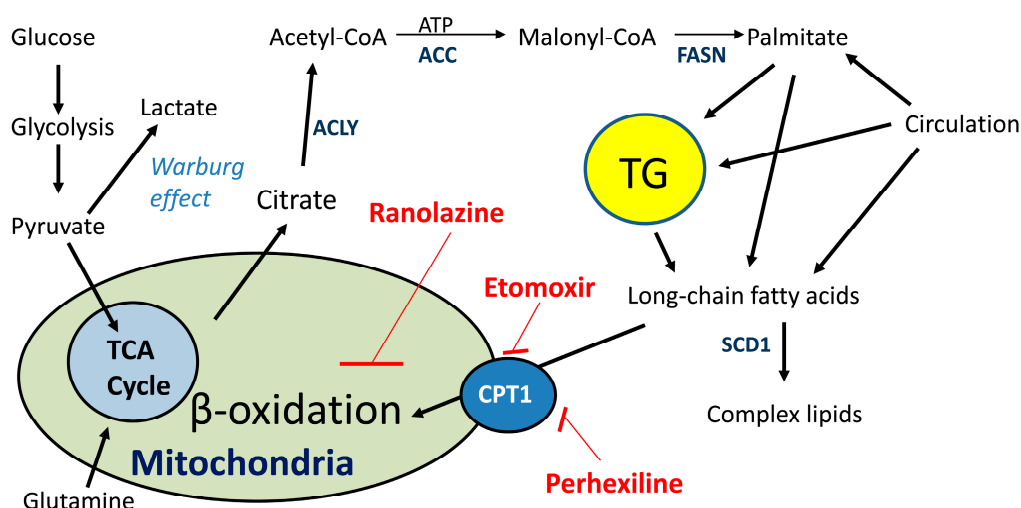 Glucose
Acetyl-CoA
ATP
ACC
Malonyl-CoA
FASN
Palmitate
Glycolysis
Lactate
ACLY
Circulation
Warburg
effect
TG
Citrate
Pyruvate
Ranolazine
Etomoxir
Long-chain fatty acids
TCA
Cycle
SCD1
CPT1
β-oxidation
Complex lipids
Mitochondria
Perhexiline
Glutamine